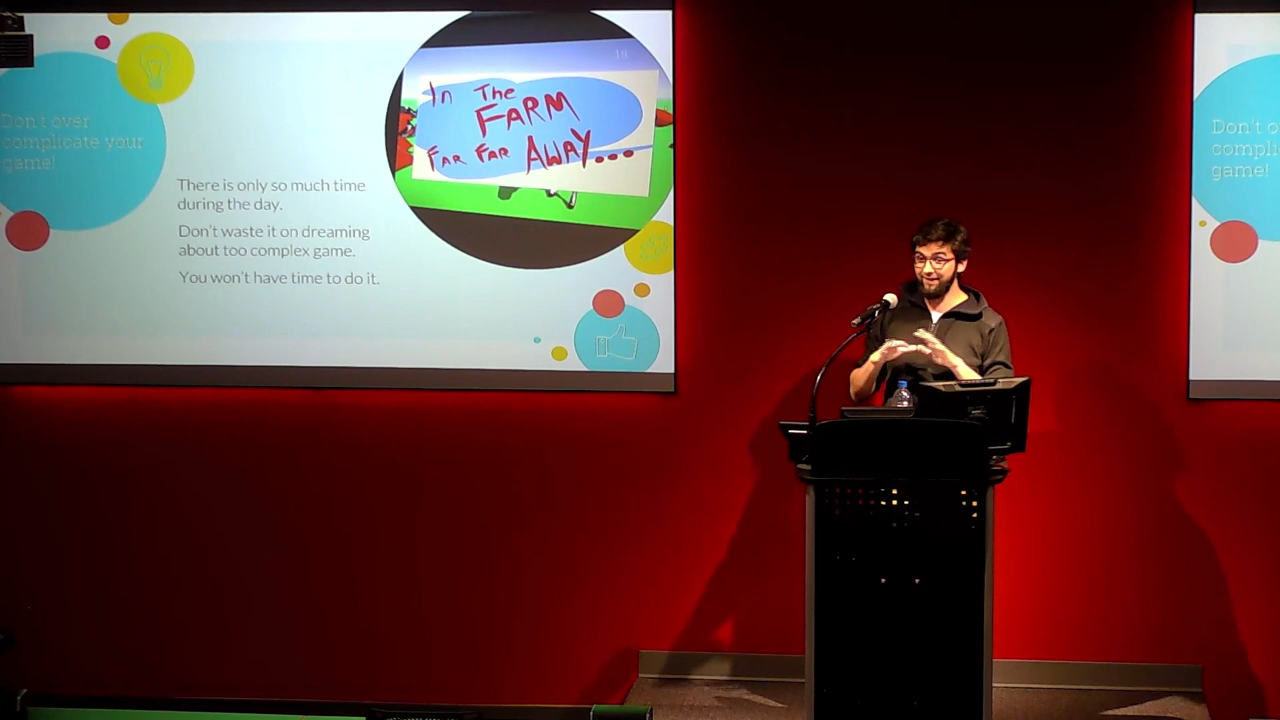 Don't over
complicate your
game!
There is only so much time
during the day.
Don't waste it on dreaming
about too complex game.
You won't have time to do it.
18
In The
FARM
FAR FAR AWAY...
Don't o
compli
game!